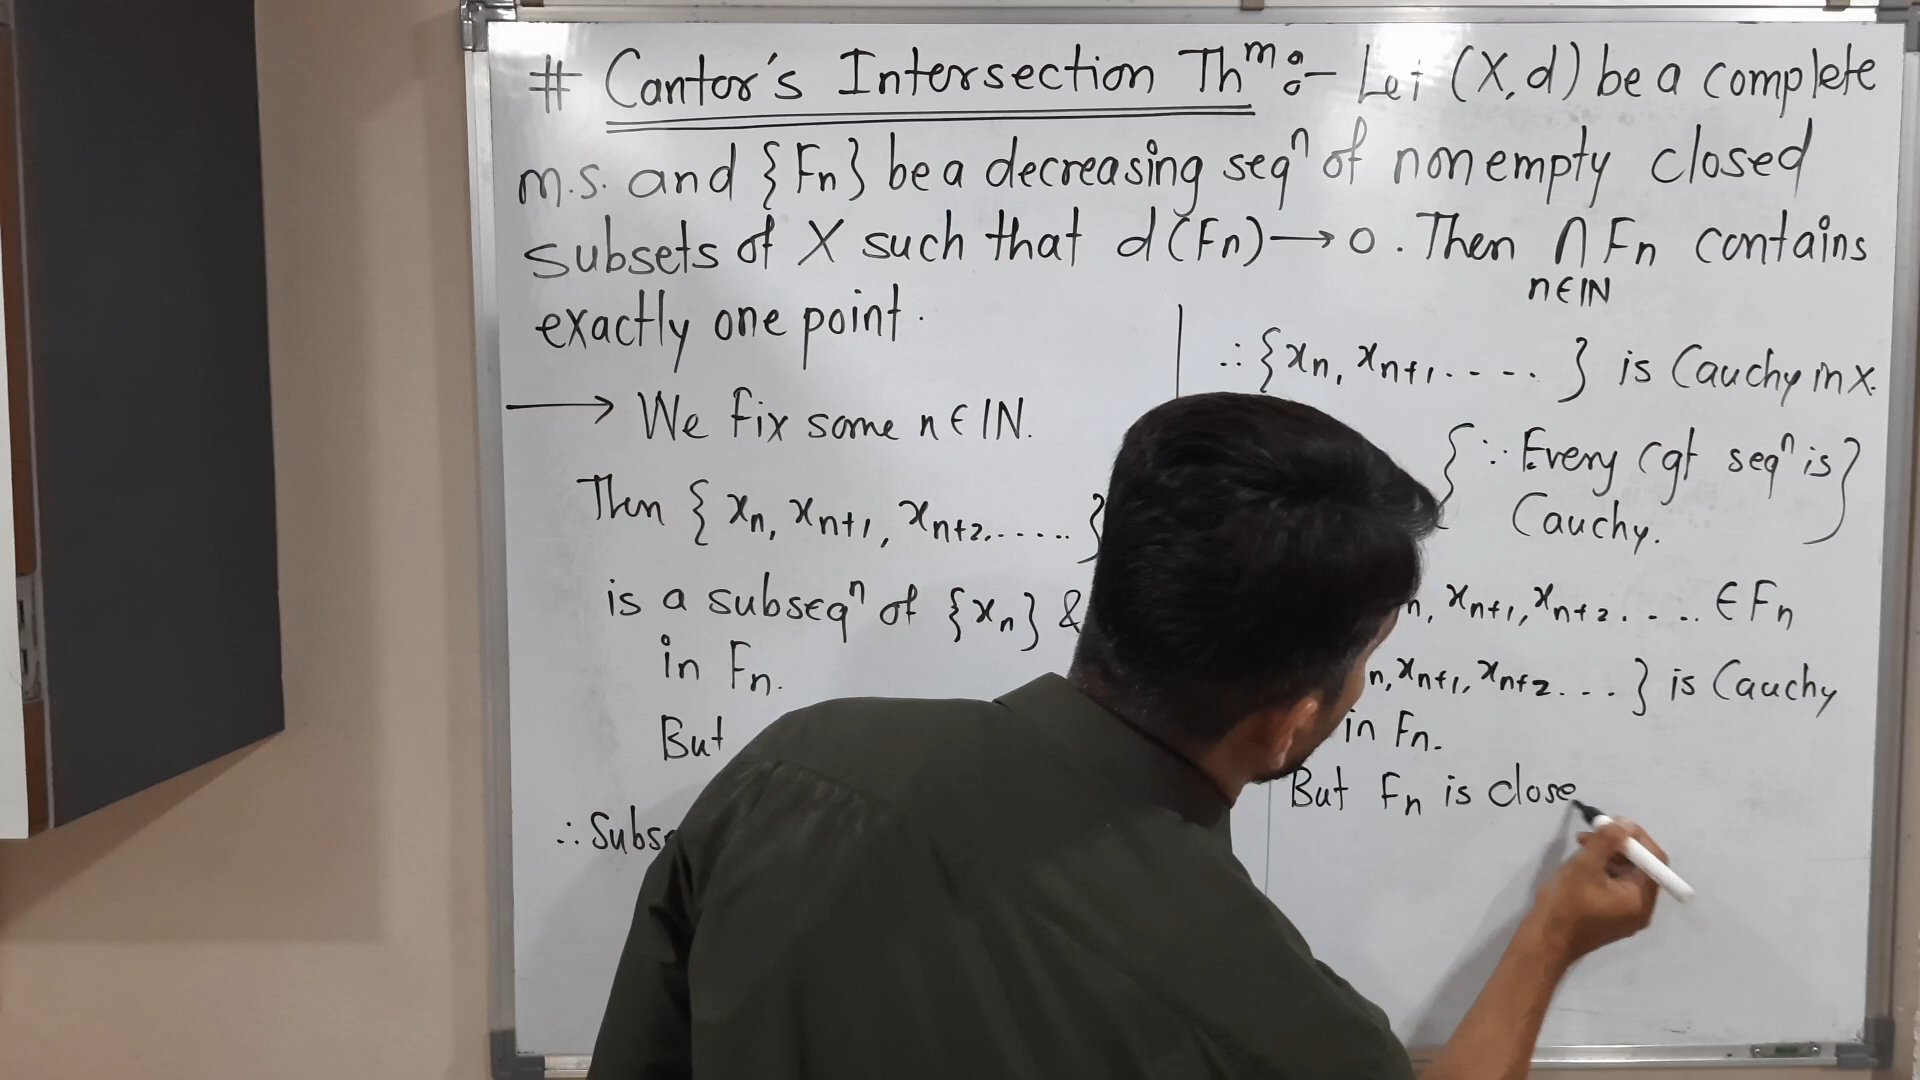 # Cantor's Intersection Thᵐ :- Let (X,d) be a complete
m.s. and {Fn} be a decreasing seqⁿ of nonempty closed
subsets of X such that d(Fn)→0. Then ∩ Fn contains
n∈IN
exactly one point.
→ We fix some n∈IN.
Then {xn, xn+1, xn+2,.....}
is a subseqⁿ of {xn} &
in Fn.
But
∴ Subse
∴ {xn, xn+1.....} is Cauchy in X.
{∵ Every cgt seqⁿ is
Cauchy.}
n, xn+1, xn+2..... ∈ Fn
n, xn+1, xn+2....} is Cauchy
in Fn.
But Fn is close